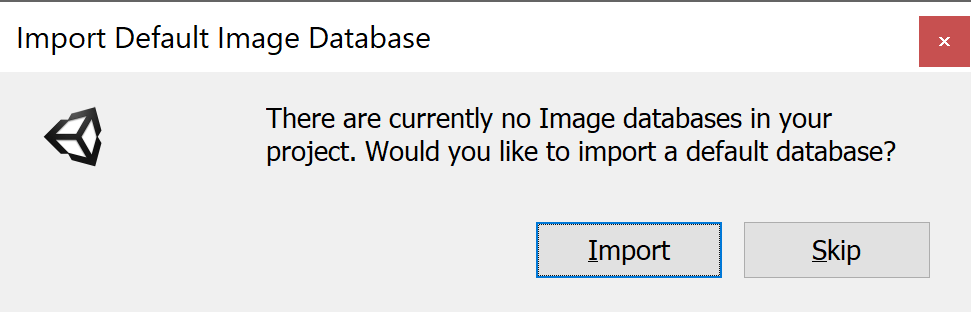 Import Default Image Database
There are currently no Image databases in your
project. Would you like to import a default database?
Import
Skip